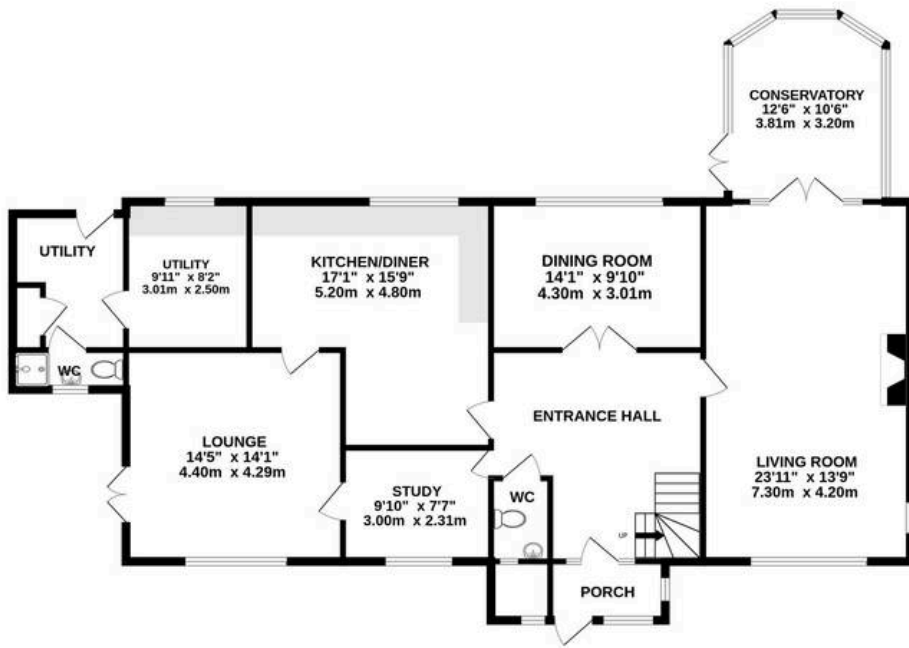 CONSERVATORY
12'6" x 10'6"
3.81m x 3.20m
UTILITY
UTILITY
9'11" x 8'2"
3.01m x 2.50m
KITCHEN/DINER
17'1" x 15'9"
5.20m x 4.80m
DINING ROOM
14'1" x 9'10"
4.30m x 3.01m
WC
LOUNGE
14'5" x 14'1"
4.40m x 4.29m
ENTRANCE HALL
STUDY
9'10" x 7'7"
3.00m x 2.31m
WC
LIVING ROOM
23'11" x 13'9"
7.30m x 4.20m
UP
PORCH